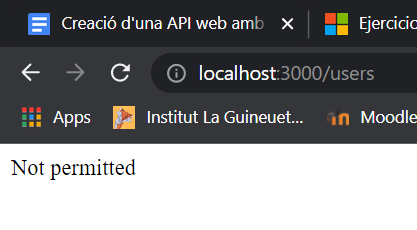 Creació d'una API web amb
Ejercicio
localhost:3000/users
Apps
Institut La Guineuet...
Moodle
Not permitted